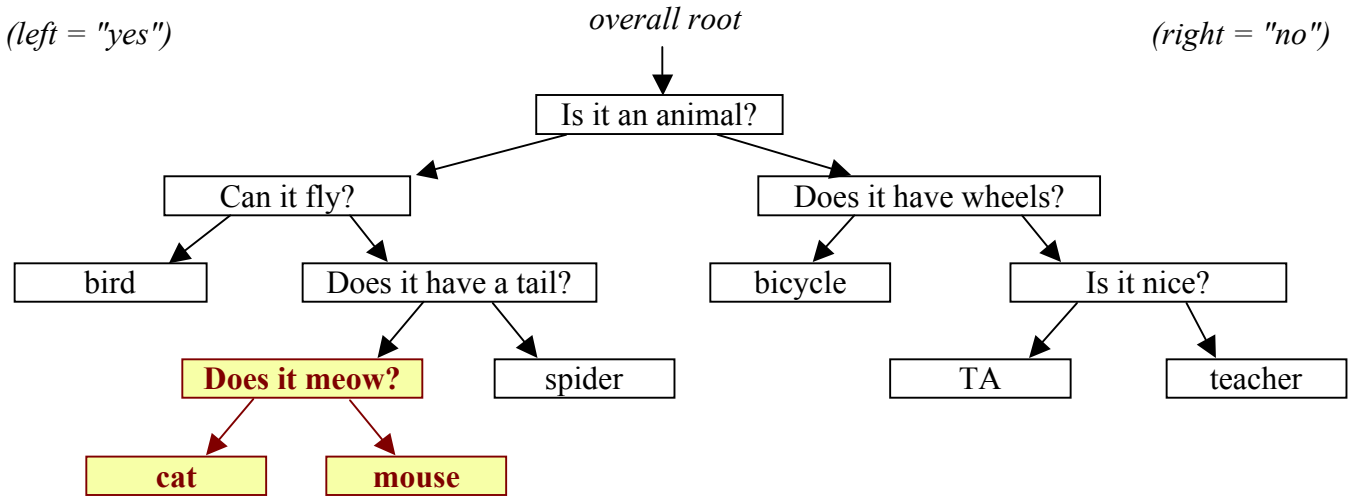 overall root
(left = "yes")
(right = "no")
Is it an animal?
Can it fly?
Does it have wheels?
bird
Does it have a tail?
bicycle
Is it nice?
Does it meow?
spider
TA
teacher
cat
mouse